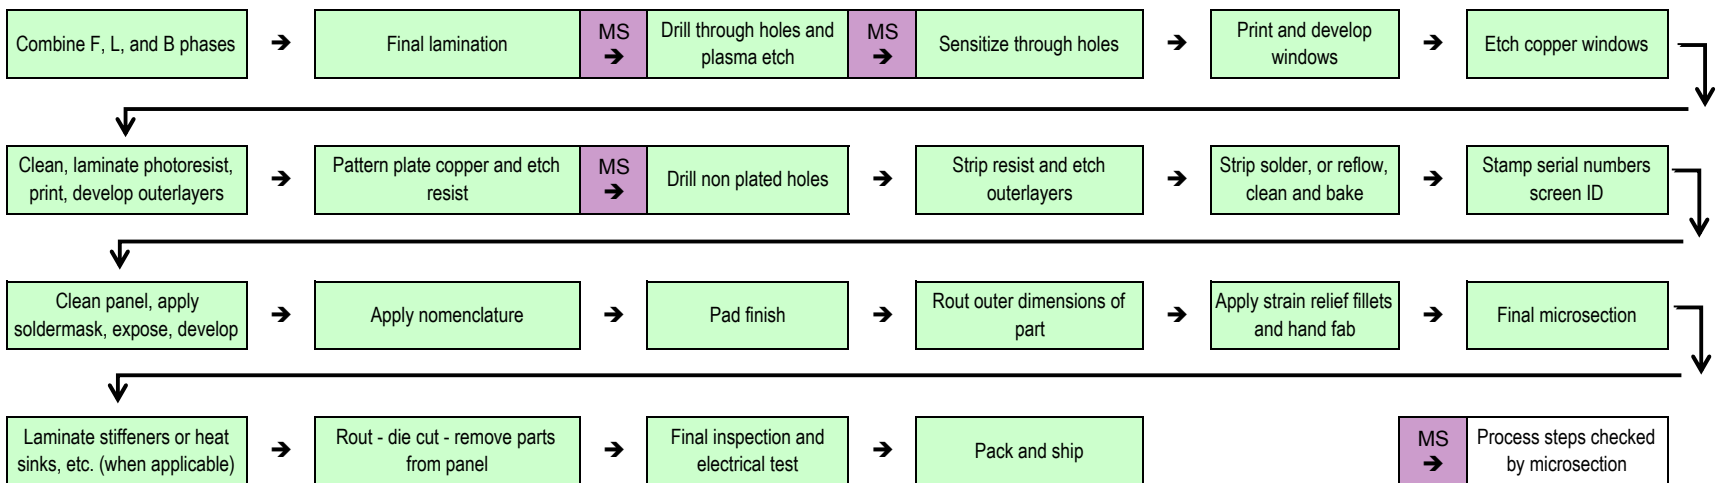 Combine F, L, and B phases
➔
Final lamination
MS
➔
Drill through holes and
plasma etch
MS
➔
Sensitize through holes
➔
Print and develop
windows
➔
Etch copper windows
Clean, laminate photoresist,
print, develop outerlayers
➔
Pattern plate copper and etch
resist
MS
➔
Drill non plated holes
➔
Strip resist and etch
outerlayers
➔
Strip solder, or reflow,
clean and bake
➔
Stamp serial numbers
screen ID
Clean panel, apply
soldermask, expose, develop
➔
Apply nomenclature
➔
Pad finish
➔
Rout outer dimensions of
part
➔
Apply strain relief fillets
and hand fab
➔
Final microsection
Laminate stiffeners or heat
sinks, etc. (when applicable)
➔
Rout - die cut - remove parts
from panel
➔
Final inspection and
electrical test
➔
Pack and ship
MS
➔
Process steps checked
by microsection